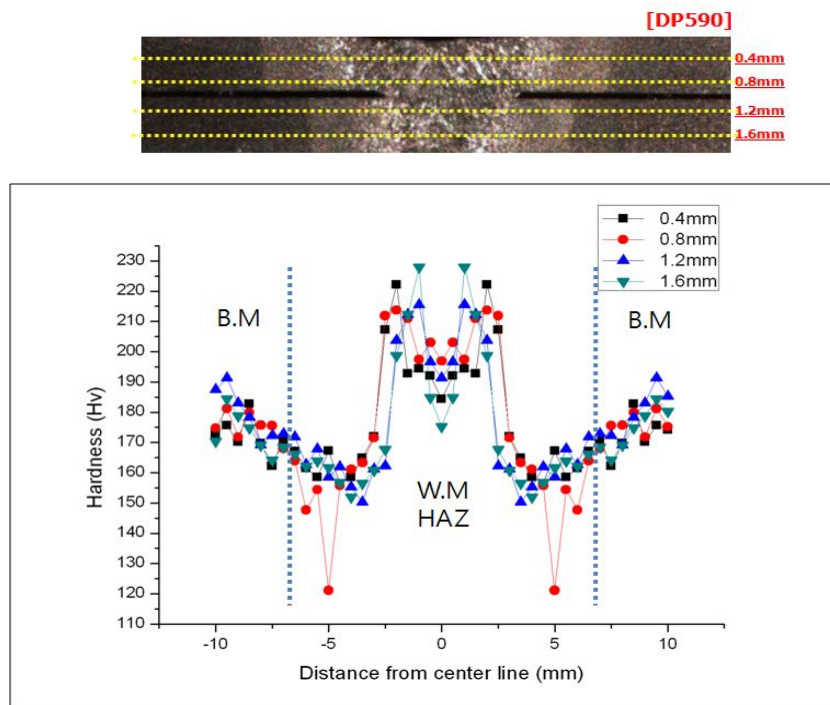 [DP590]
0.4mm
0.8mm
1.2mm
1.6mm
0.4mm
0.8mm
1.2mm
1.6mm
230
220
210
200
190
180
170
160
150
140
130
120
110
Hardness (Hv)
B.M
B.M
W.M
HAZ
-10 -5 0 5 10
Distance from center line (mm)